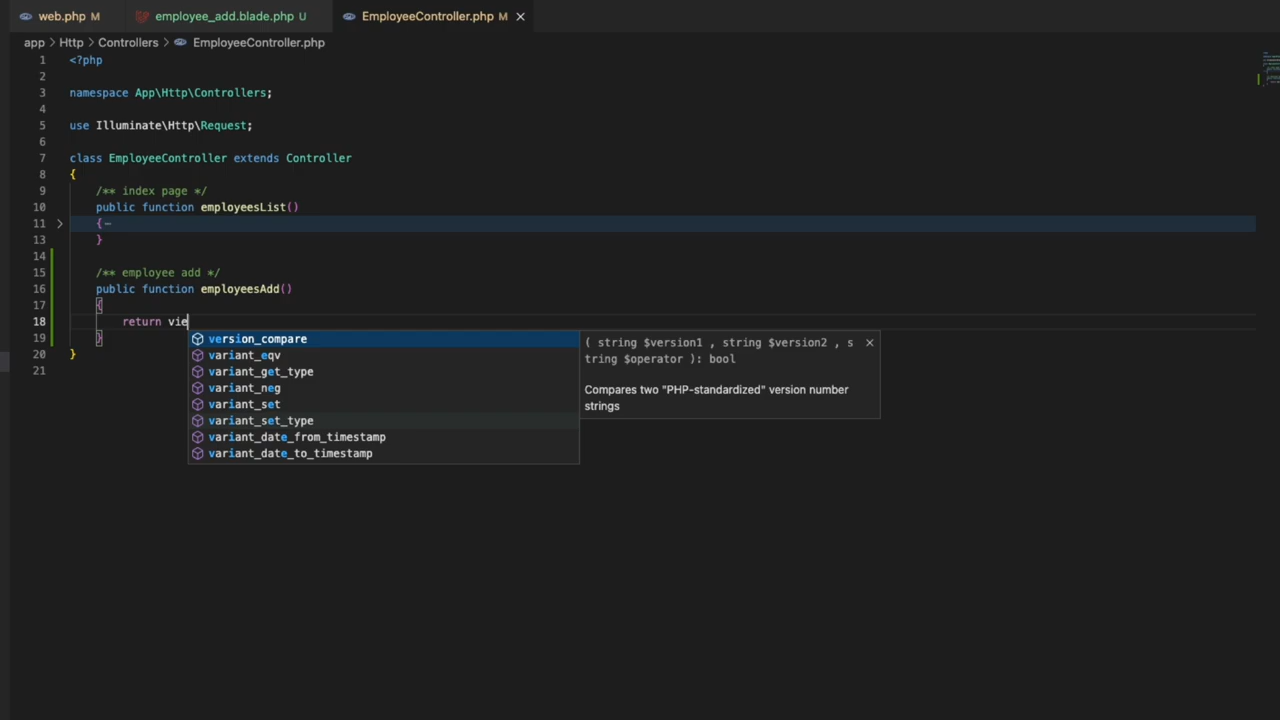 web.php M employee_add.blade.php U EmployeeController.php M
app > Http > Controllers > EmployeeController.php
1 <?php
2
3 namespace App\Http\Controllers;
4
5 use Illuminate\Http\Request;
6
7 class EmployeeController extends Controller
8 {
9 /** index page */
10 public function employeesList()
11 {
13 }
14
15 /** employee add */
16 public function employeesAdd()
17 {
18 return vie
19 }
20 }
21
version_compare
variant_eqv
variant_get_type
variant_neg
variant_set
variant_set_type
variant_date_from_timestamp
variant_date_to_timestamp
( string $version1 , string $version2 , s
tring $operator ): bool
Compares two "PHP-standardized" version number
strings